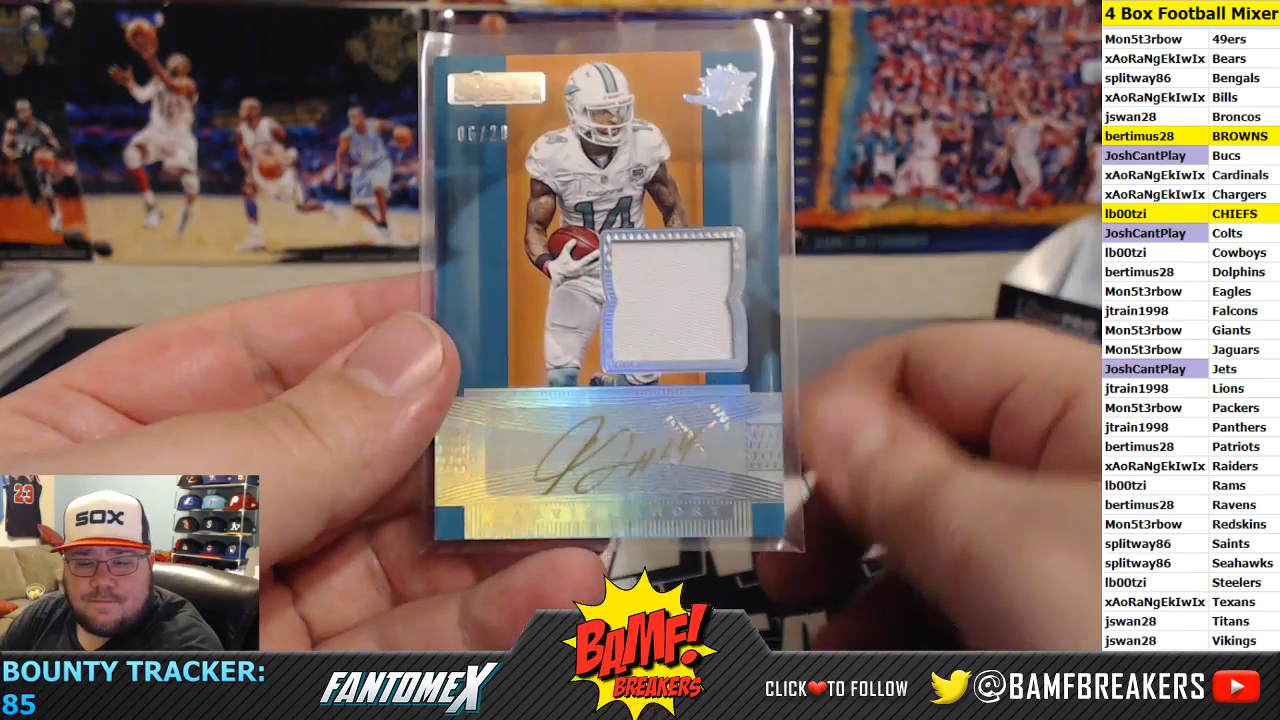 4 Box Football Mixer
Mon5t3rbow 49ers
xAoRaNgEkIwIx Bears
splitway86 Bengals
xAoRaNgEkIwIx Bills
jswan28 Broncos
bertimus28 BROWNS
JoshCantPlay Bucs
xAoRaNgEkIwIx Cardinals
xAoRaNgEkIwIx Chargers
lb00tzi CHIEFS
JoshCantPlay Colts
lb00tzi Cowboys
bertimus28 Dolphins
Mon5t3rbow Eagles
jtrain1998 Falcons
Mon5t3rbow Giants
Mon5t3rbow Jaguars
JoshCantPlay Jets
jtrain1998 Lions
Mon5t3rbow Packers
jtrain1998 Panthers
bertimus28 Patriots
xAoRaNgEkIwIx Raiders
lb00tzi Rams
bertimus28 Ravens
Mon5t3rbow Redskins
splitway86 Saints
splitway86 Seahawks
lb00tzi Steelers
xAoRaNgEkIwIx Texans
jswan28 Titans
jswan28 Vikings
06/20
14
23
SOX
BOUNTY TRACKER:
85
FANTOMEX
BAMF!
BREAKERS
CLICK❤TO FOLLOW
@BAMFBREAKERS